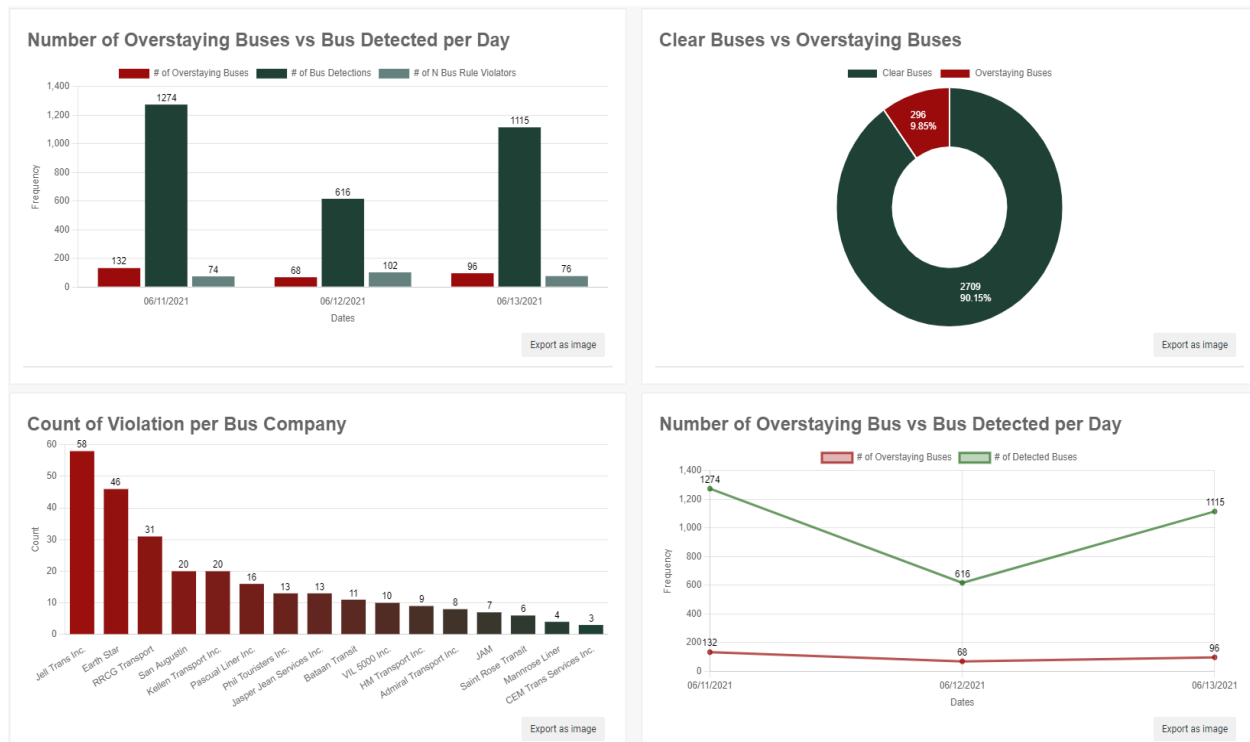 Number of Overstaying Buses vs Bus Detected per Day
# of Overstaying Buses # of Bus Detections # of N Bus Rule Violators
1,400
1,200
1,000
800
600
400
200
0
Frequency
1274
1115
616
132
74
68
102
96
76
06/11/2021 06/12/2021 06/13/2021
Dates
Export as image
Clear Buses vs Overstaying Buses
Clear Buses Overstaying Buses
296
9.85%
2709
90.15%
Export as image
Count of Violation per Bus Company
60
50
40
30
20
10
0
Count
58
46
31
20
20
16
13
13
11
10
9
8
7
6
4
3
Jell Trans Inc.
Earth Star
RRCG Transport
San Augustin
Kellen Transport Inc.
Pascual Liner Inc.
Phil Touristers Inc.
Jasper Jean Services Inc.
Bataan Transit
VIL 5000 Inc.
HM Transport Inc.
Admiral Transport Inc.
JAM
Saint Rose Transit
Mannrose Liner
CEM Trans Services Inc.
Export as image
Number of Overstaying Bus vs Bus Detected per Day
# of Overstaying Buses # of Detected Buses
1,400
1,200
1,000
800
600
400
200
0
Frequency
1274
1115
616
132
68
96
06/11/2021 06/12/2021 06/13/2021
Dates
Export as image